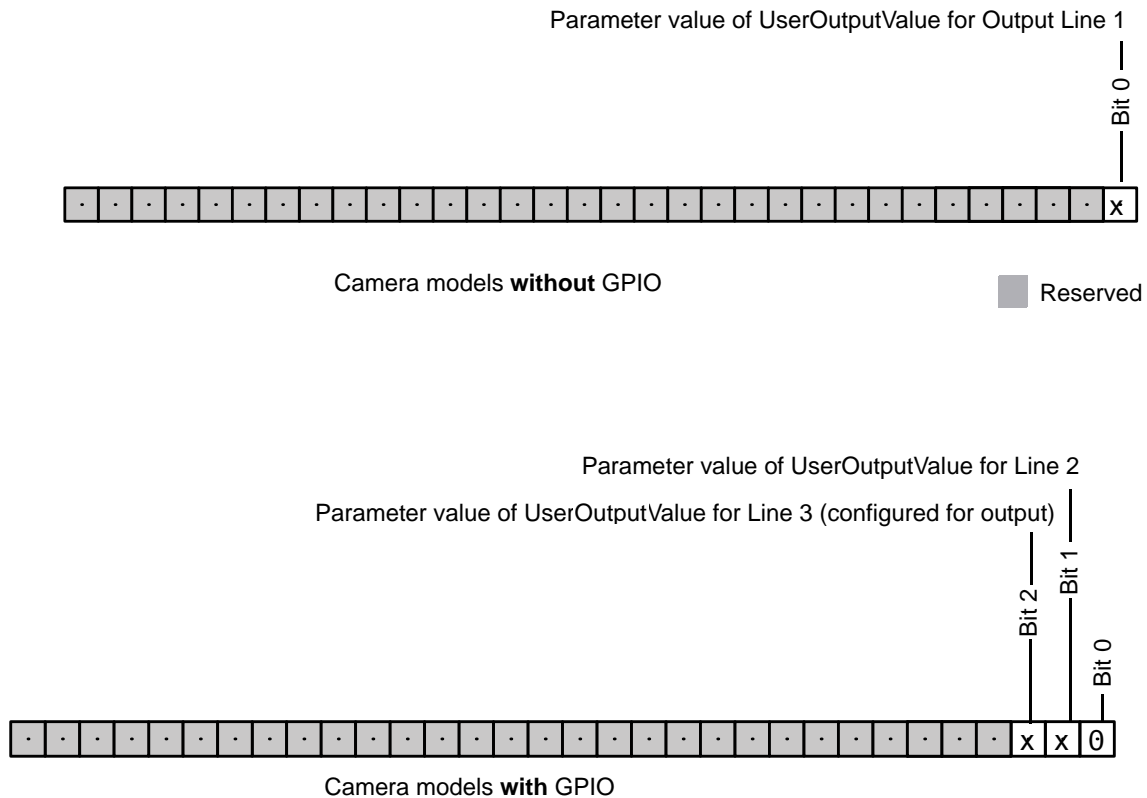 Parameter value of UserOutputValue for Output Line 1
Bit 0
· · · · · · · · · · · · · · · · · · · · · · · · · · · · · · · x
Camera models without GPIO
Reserved
Parameter value of UserOutputValue for Line 2
Parameter value of UserOutputValue for Line 3 (configured for output)
Bit 2
Bit 1
Bit 0
· · · · · · · · · · · · · · · · · · · · · · · · · · · · · x x 0
Camera models with GPIO